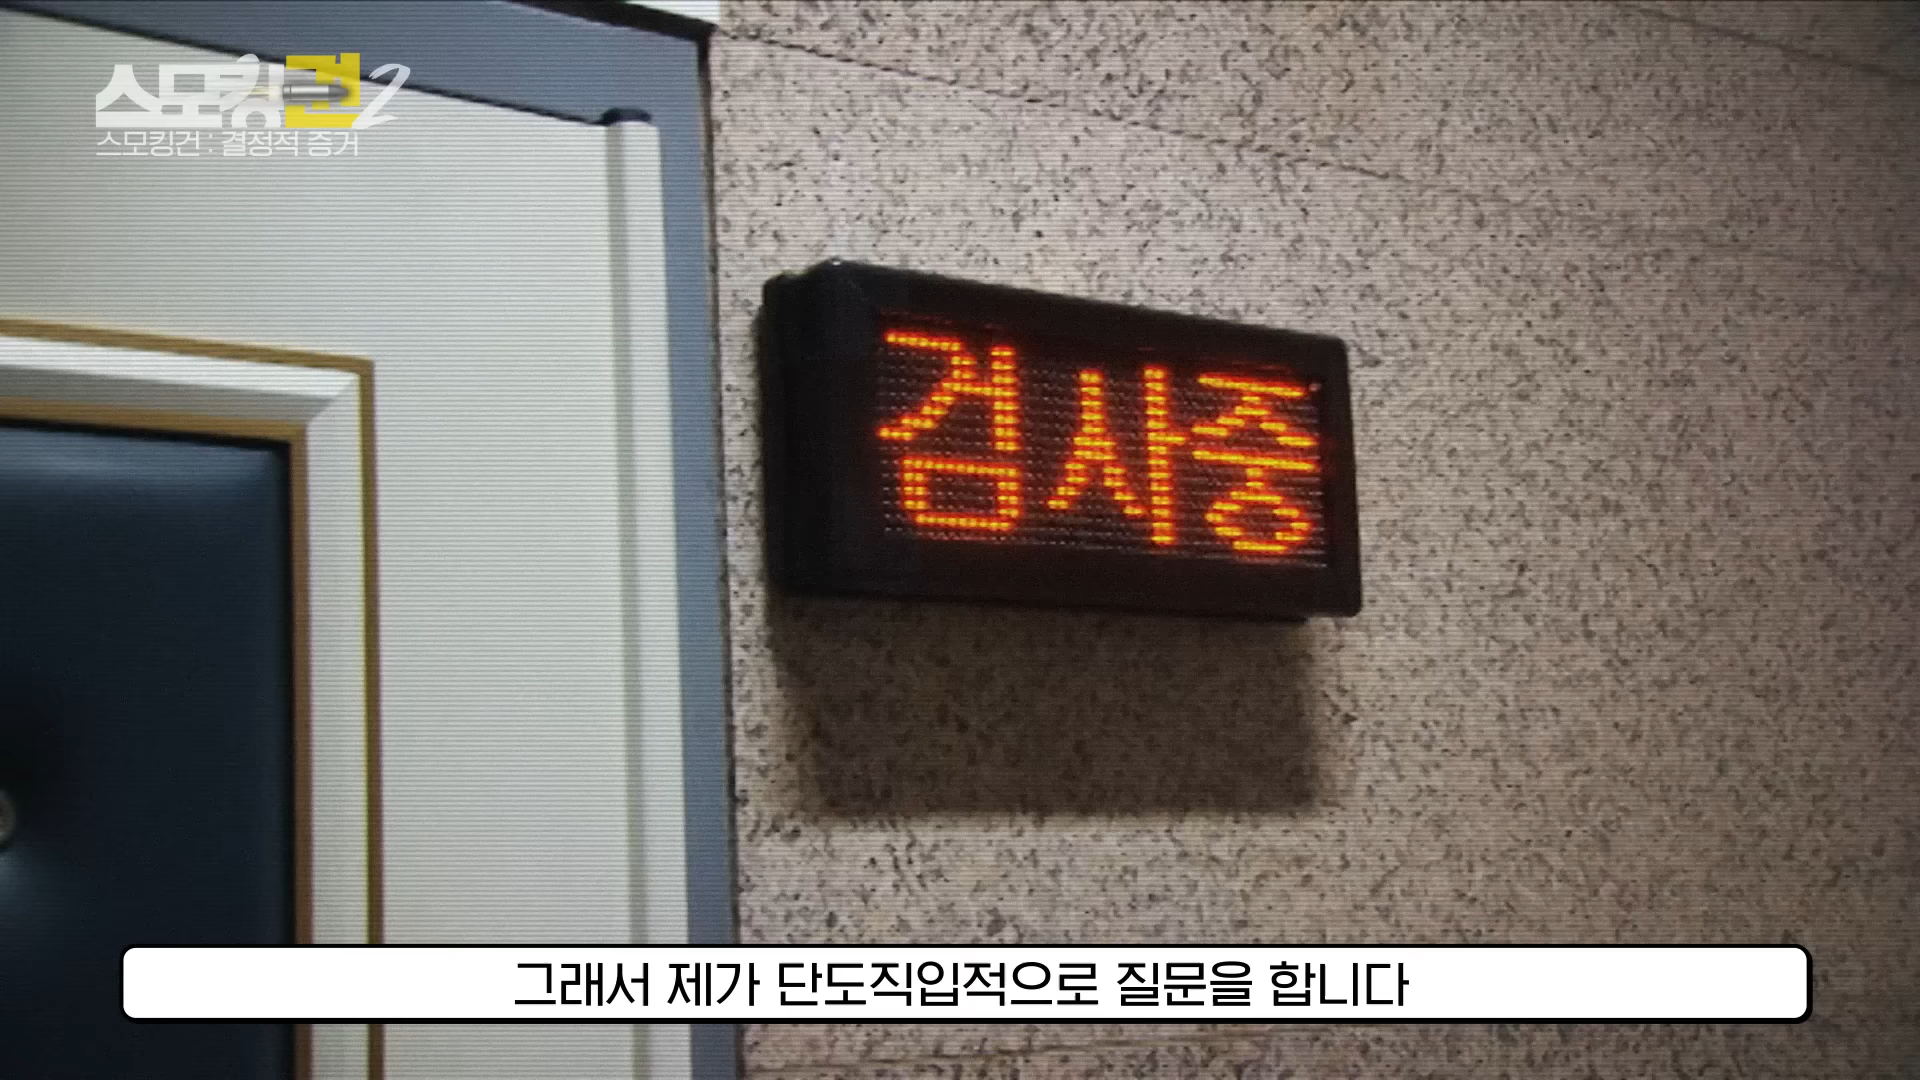 스모킹건2
스모킹건 : 결정적 증거
검사중
그래서 제가 단도직입적으로 질문을 합니다